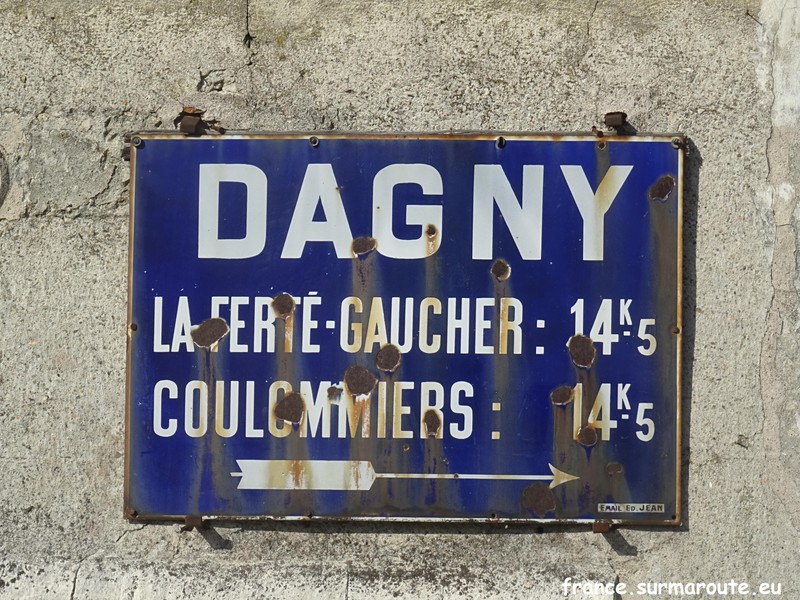 DAGNY
LA FERTÉ-GAUCHER : 14K·5
COULOMMIERS : 14K·5
EMAIL ED. JEAN
france.surmaroute.eu